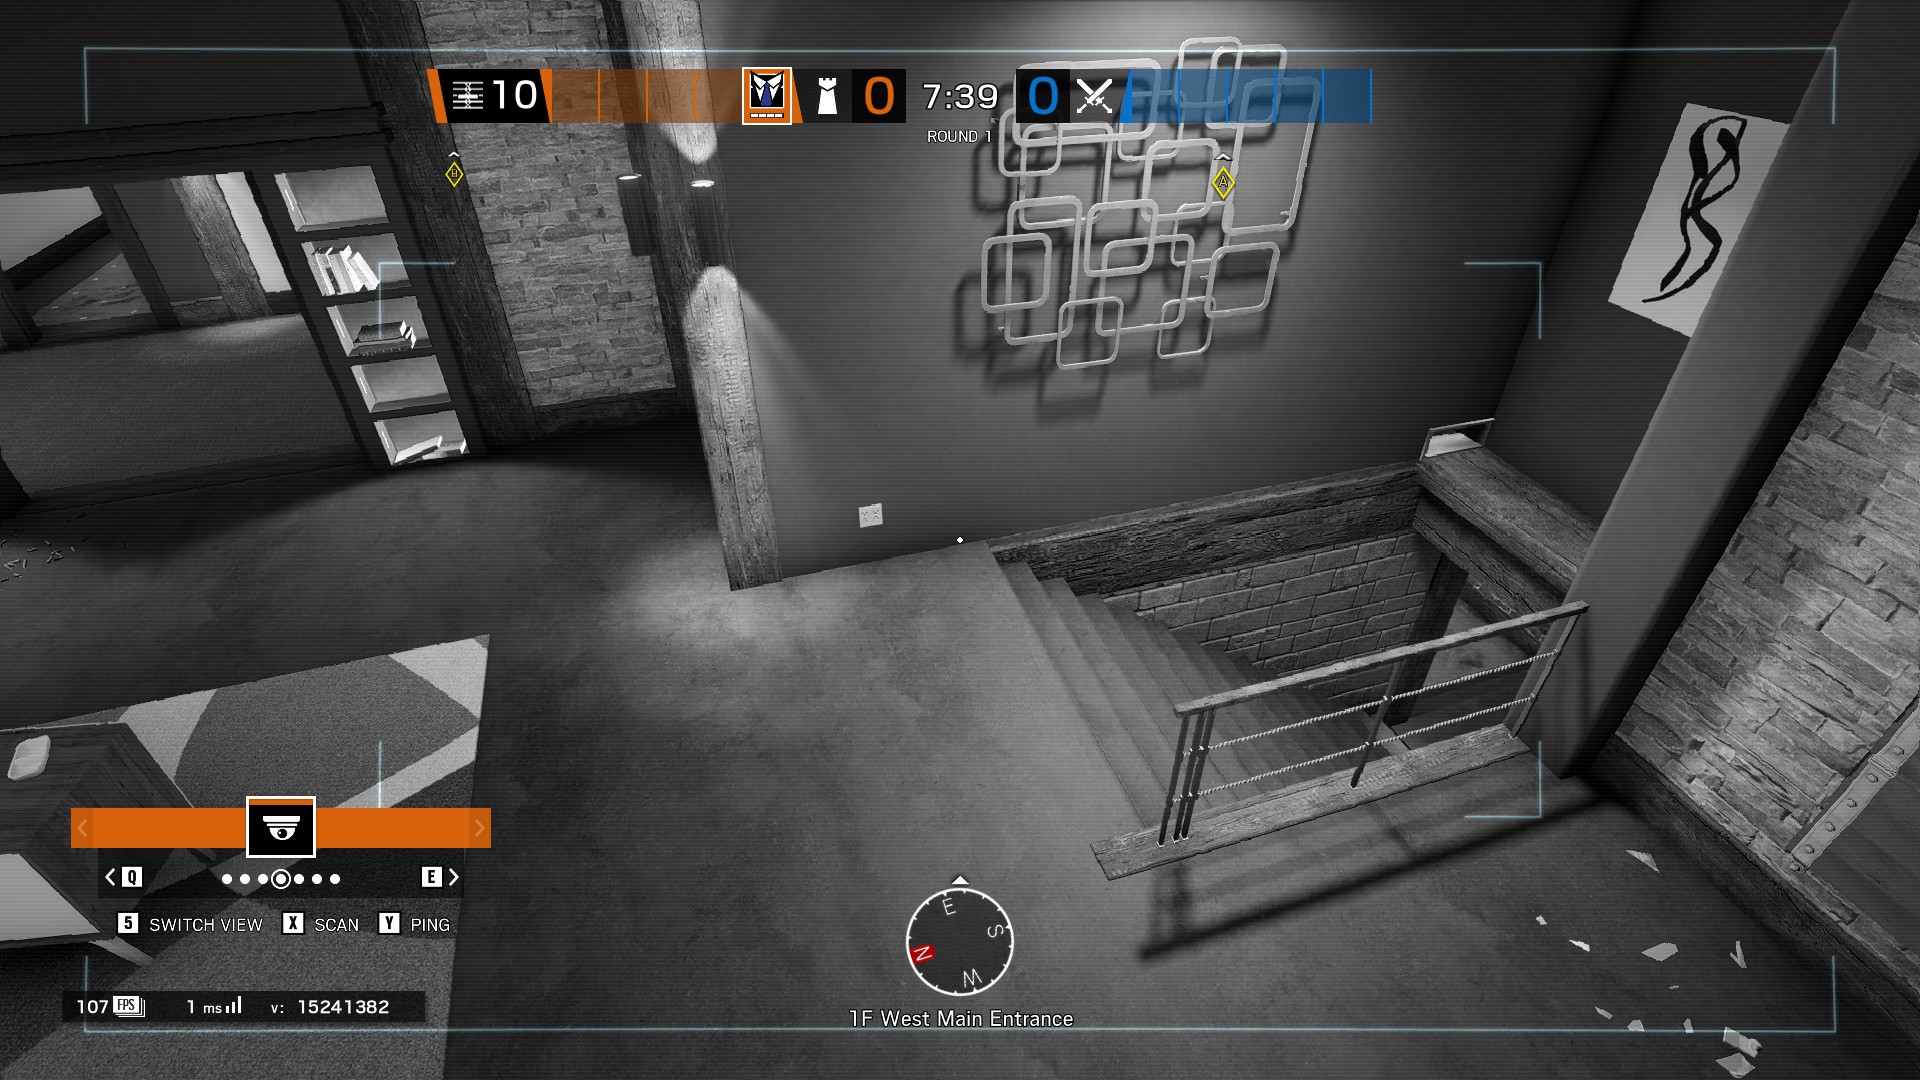 10
0
7:39
0
ROUND 1
B
A
Q
E
5 SWITCH VIEW X SCAN Y PING
E
S
N
W
107 FPS 1 ms v: 15241382
1F West Main Entrance